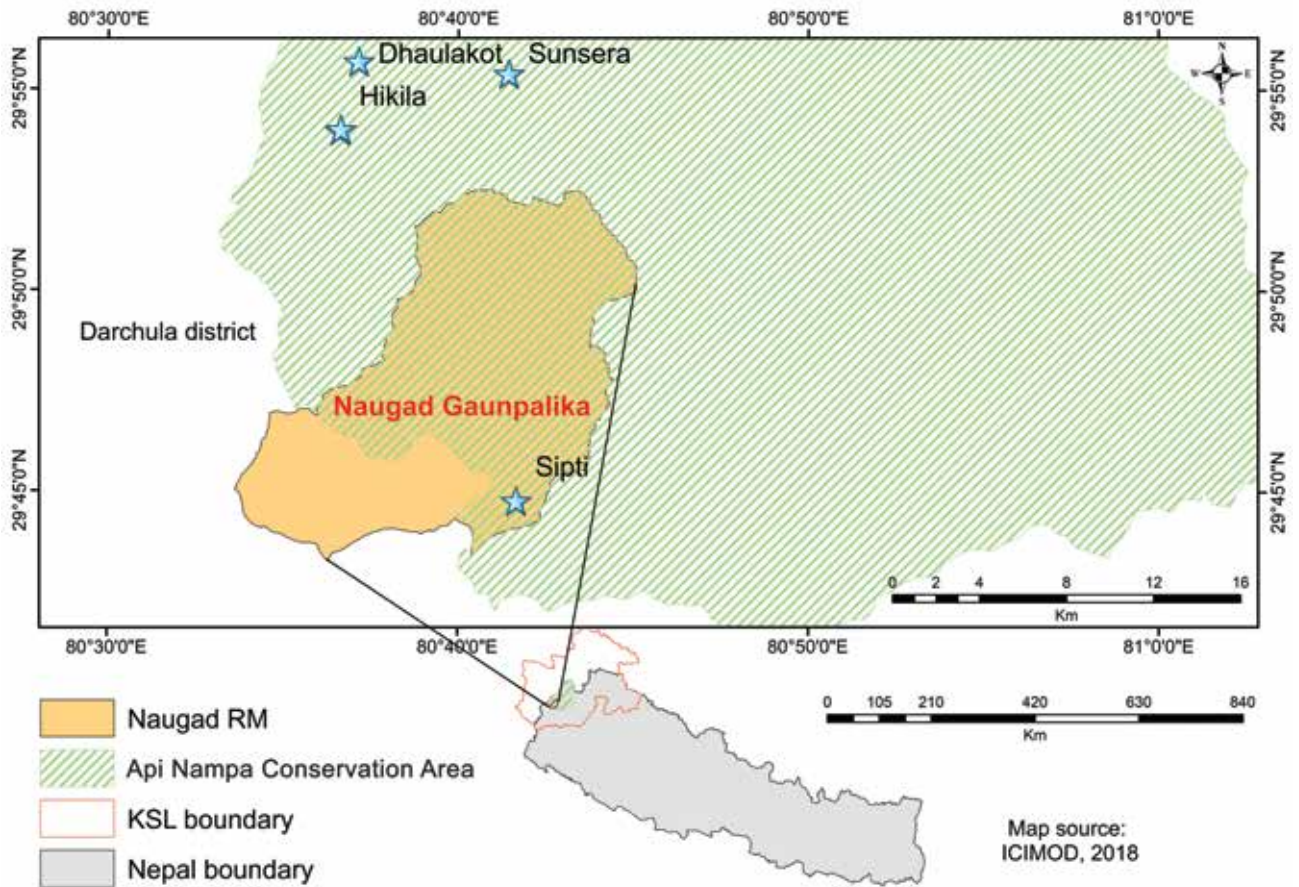 80°30'0"E 80°40'0"E 80°50'0"E 81°0'0"E
N
W E
S
29°55'0"N
29°50'0"N
29°45'0"N
29°55'0"N
29°50'0"N
29°45'0"N
Dhaulakot
Sunsera
Hikila
Darchula district
Naugad Gaunpalika
Sipti
0 2 4 8 12 16
Km
80°30'0"E 80°40'0"E 80°50'0"E 81°0'0"E
0 105 210 420 630 840
Km
Naugad RM
Api Nampa Conservation Area
KSL boundary
Nepal boundary
Map source:
ICIMOD, 2018